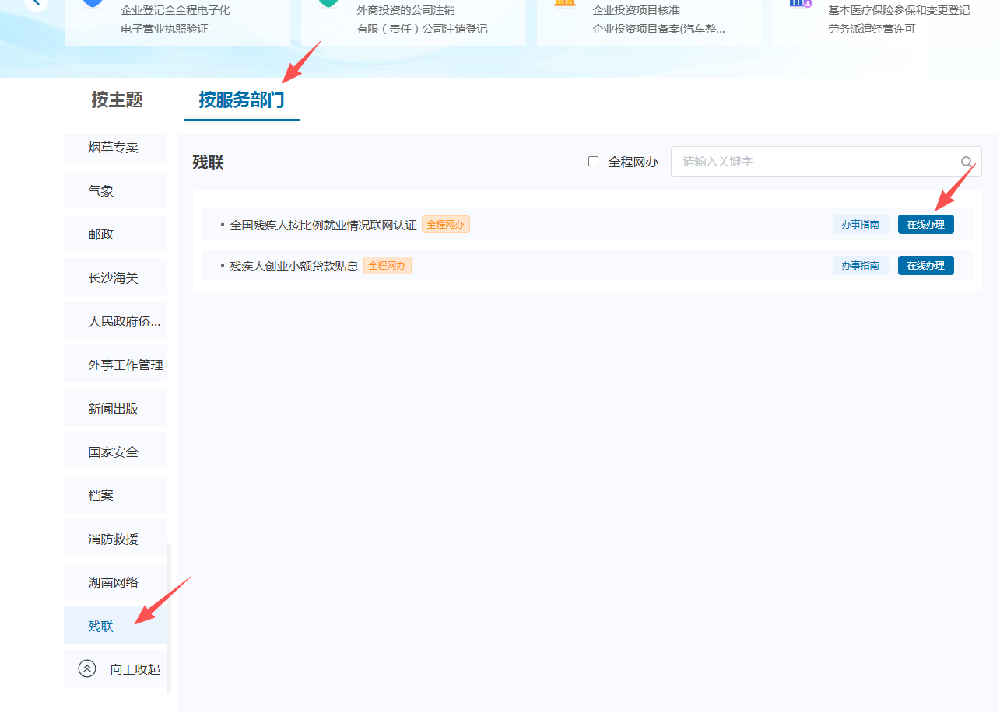 企业登记全全程电子化
外商投资的公司注销
企业投资项目核准
基本医疗保险参保和变更登记
电子营业执照验证
有限（责任）公司注销登记
企业投资项目备案(汽车整...
劳务派遣经营许可
按主题
按服务部门
烟草专卖
气象
邮政
长沙海关
人民政府侨...
外事工作管理
新闻出版
国家安全
档案
消防救援
湖南网络
残联
向上收起
残联
全程网办
请输入关键字
全国残疾人按比例就业情况联网认证 全程网办 办事指南 在线办理
残疾人创业小额贷款贴息 全程网办 办事指南 在线办理